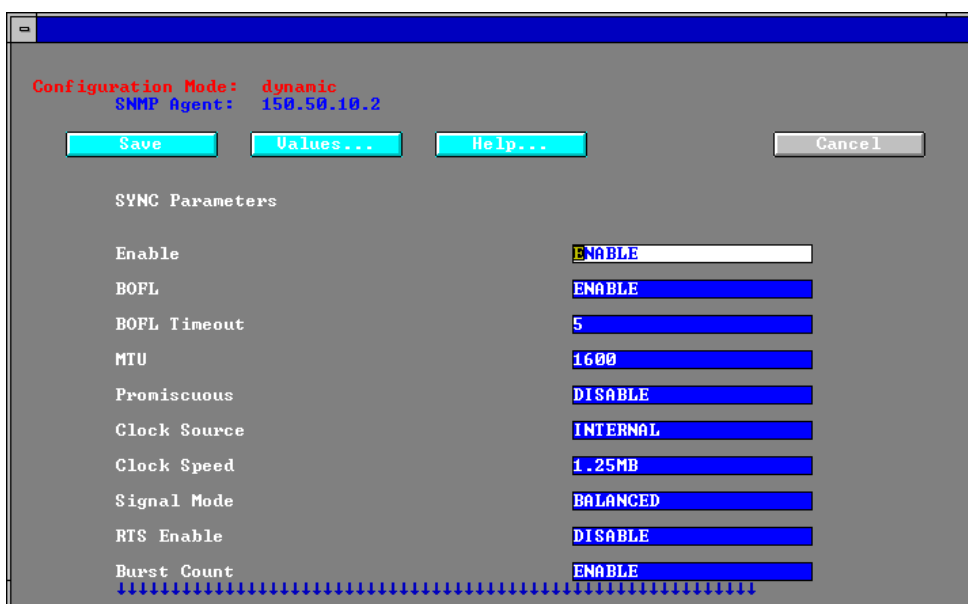 Configuration Mode: dynamic
SNMP Agent: 150.50.10.2
Save Values... Help... Cancel
SYNC Parameters
Enable ENABLE
BOFL ENABLE
BOFL Timeout 5
MTU 1600
Promiscuous DISABLE
Clock Source INTERNAL
Clock Speed 1.25MB
Signal Mode BALANCED
RTS Enable DISABLE
Burst Count ENABLE